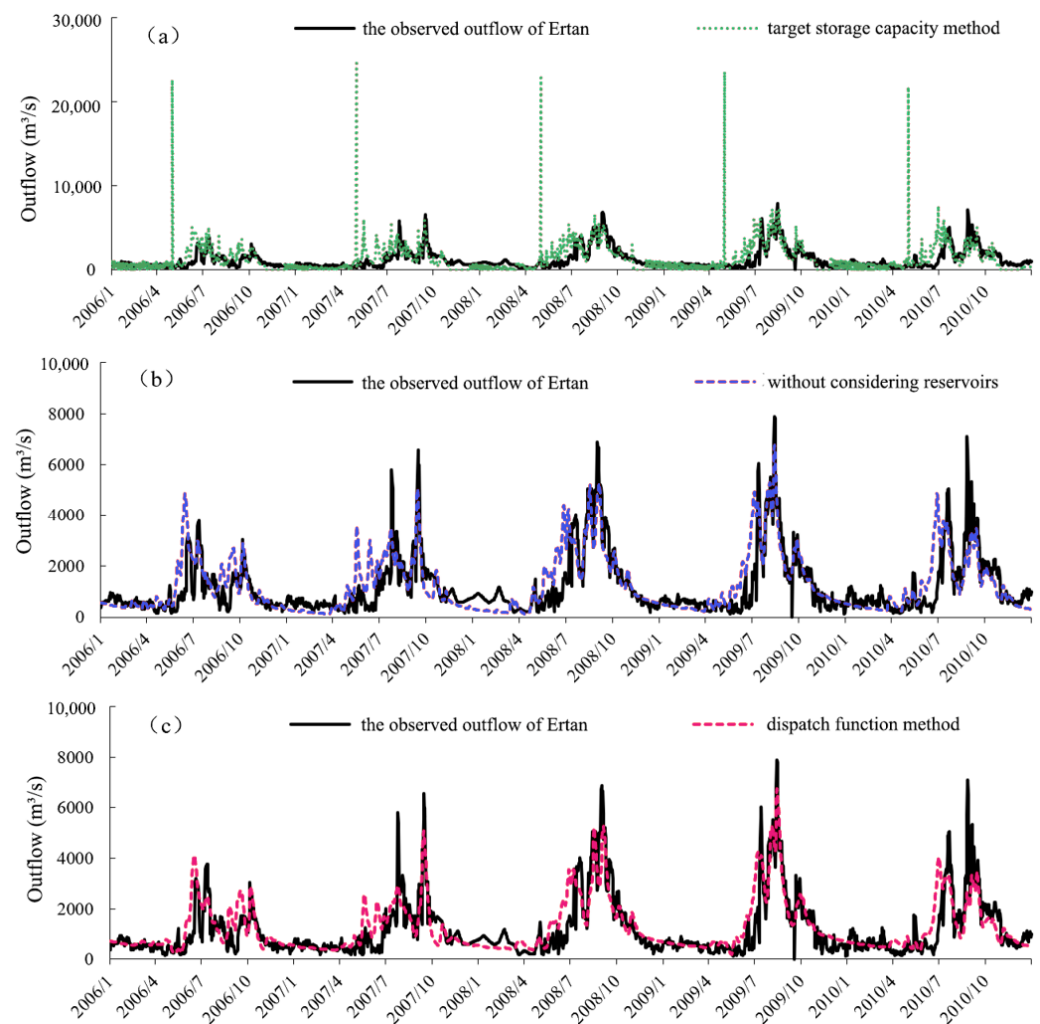 30,000
（a）
the observed outflow of Ertan
target storage capacity method
20,000
10,000
0
Outflow (m³/s)
2006/1 2006/4 2006/7 2006/10 2007/1 2007/4 2007/7 2007/10 2008/1 2008/4 2008/7 2008/10 2009/1 2009/4 2009/7 2009/10 2010/1 2010/4 2010/7 2010/10
10,000
（b）
the observed outflow of Ertan
without considering reservoirs
8000
6000
4000
2000
0
Outflow (m³/s)
2006/1 2006/4 2006/7 2006/10 2007/1 2007/4 2007/7 2007/10 2008/1 2008/4 2008/7 2008/10 2009/1 2009/4 2009/7 2009/10 2010/1 2010/4 2010/7 2010/10
10,000
（c）
the observed outflow of Ertan
dispatch function method
8000
6000
4000
2000
0
Outflow (m³/s)
2006/1 2006/4 2006/7 2006/10 2007/1 2007/4 2007/7 2007/10 2008/1 2008/4 2008/7 2008/10 2009/1 2009/4 2009/7 2009/10 2010/1 2010/4 2010/7 2010/10